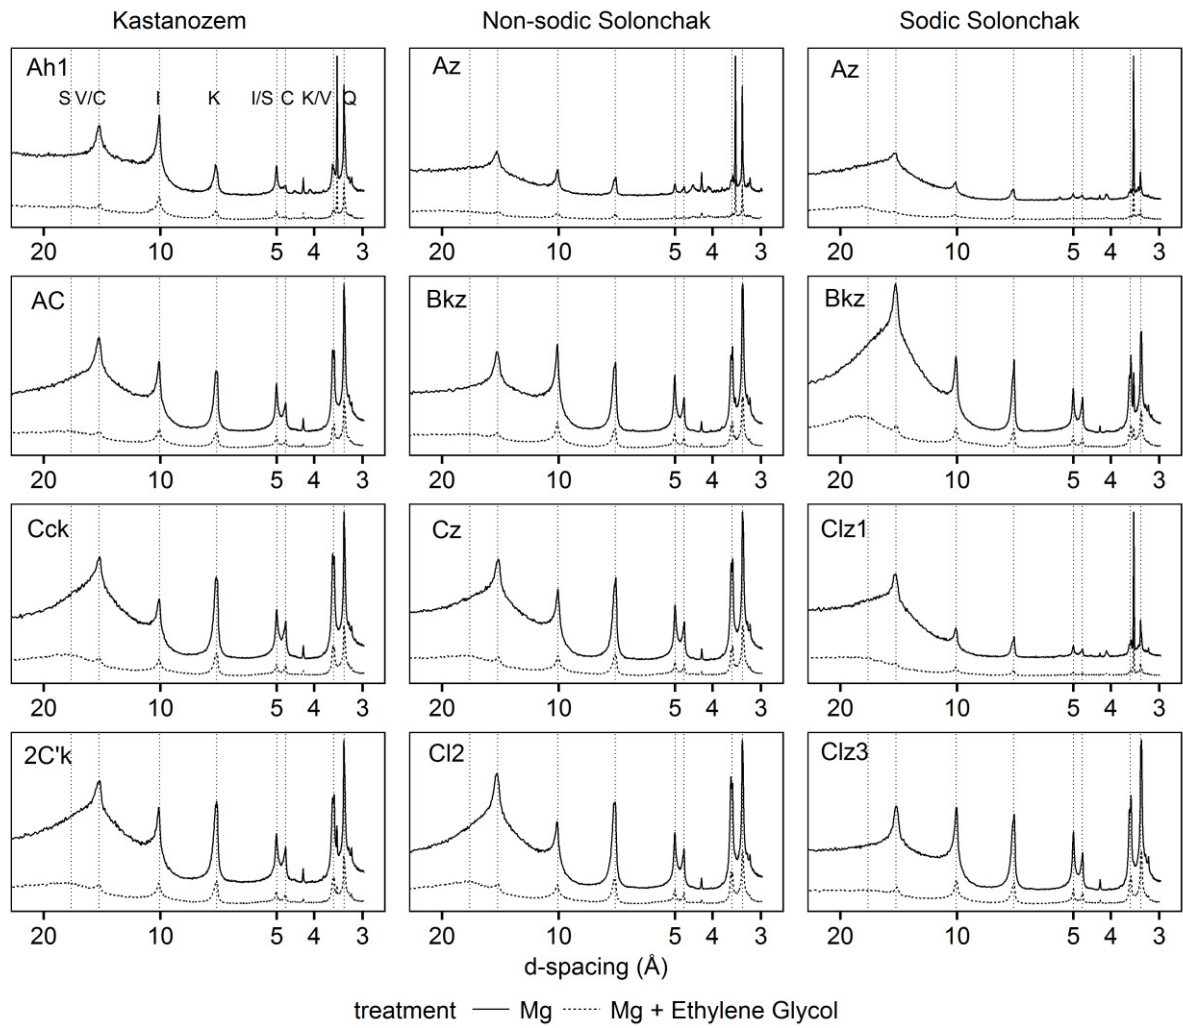 Kastanozem Non-sodic Solonchak Sodic Solonchak
Ah1 Az Az
S V/C I K I/S C K/V Q
20 10 5 4 3 20 10 5 4 3 20 10 5 4 3
AC Bkz Bkz
20 10 5 4 3 20 10 5 4 3 20 10 5 4 3
Cck Cz Clz1
20 10 5 4 3 20 10 5 4 3 20 10 5 4 3
2C'k Cl2 Clz3
20 10 5 4 3 20 10 5 4 3 20 10 5 4 3
d-spacing (Å)
treatment Mg Mg + Ethylene Glycol